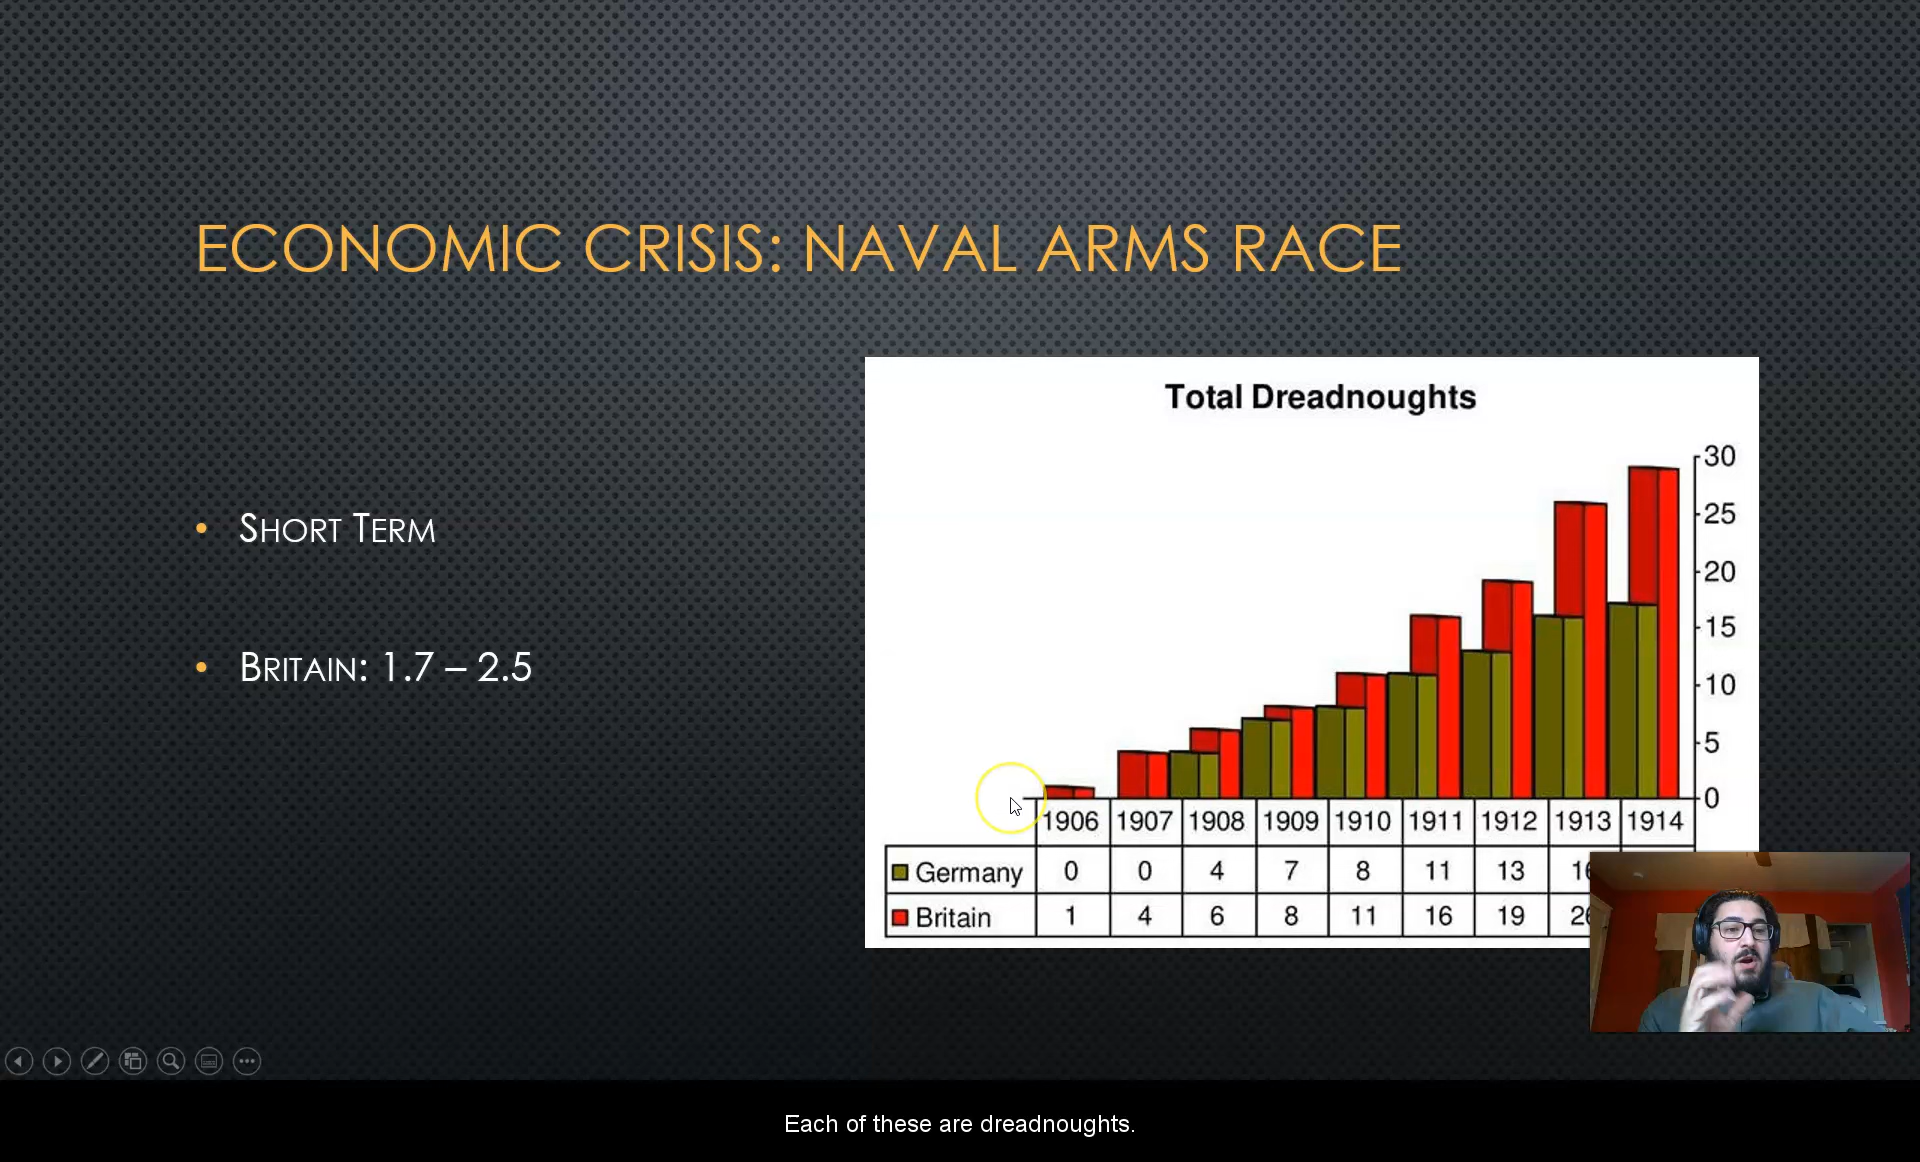 ECONOMIC CRISIS: NAVAL ARMS RACE
• SHORT TERM
• BRITAIN: 1.7 – 2.5
Total Dreadnoughts
30
25
20
15
10
5
0
1906 1907 1908 1909 1910 1911 1912 1913 1914
Germany 0 0 4 7 8 11 13
Britain 1 4 6 8 11 16 19
Each of these are dreadnoughts.